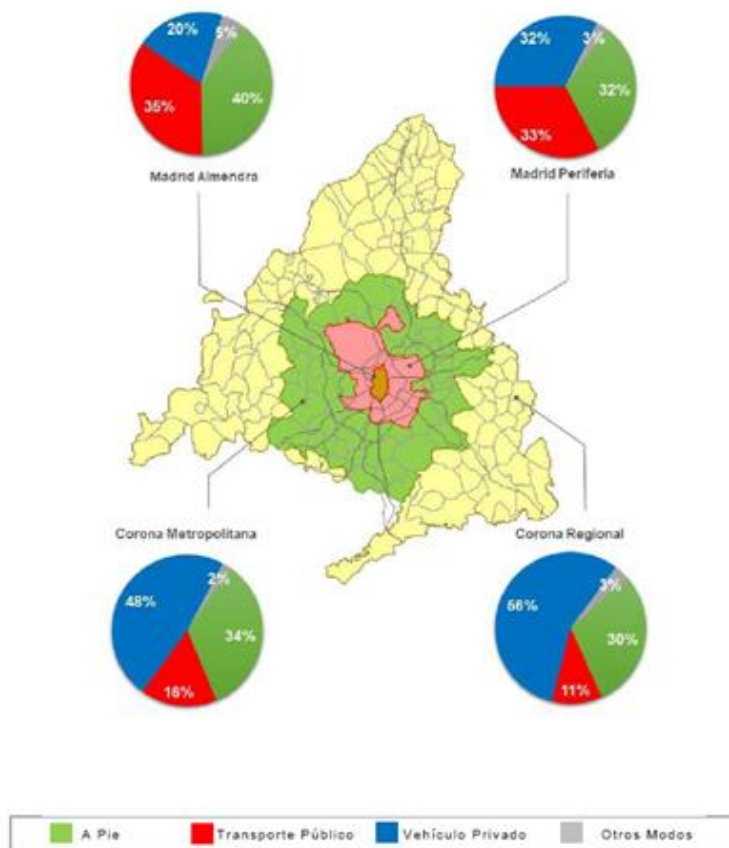 20% 5%
35% 40%
Madrid Almendra
32% 3%
32%
33%
Madrid Periferia
Corona Metropolitana
48% 2%
34%
16%
Corona Regional
56% 3%
30%
11%
A Pie Transporte Público Vehículo Privado Otros Modos